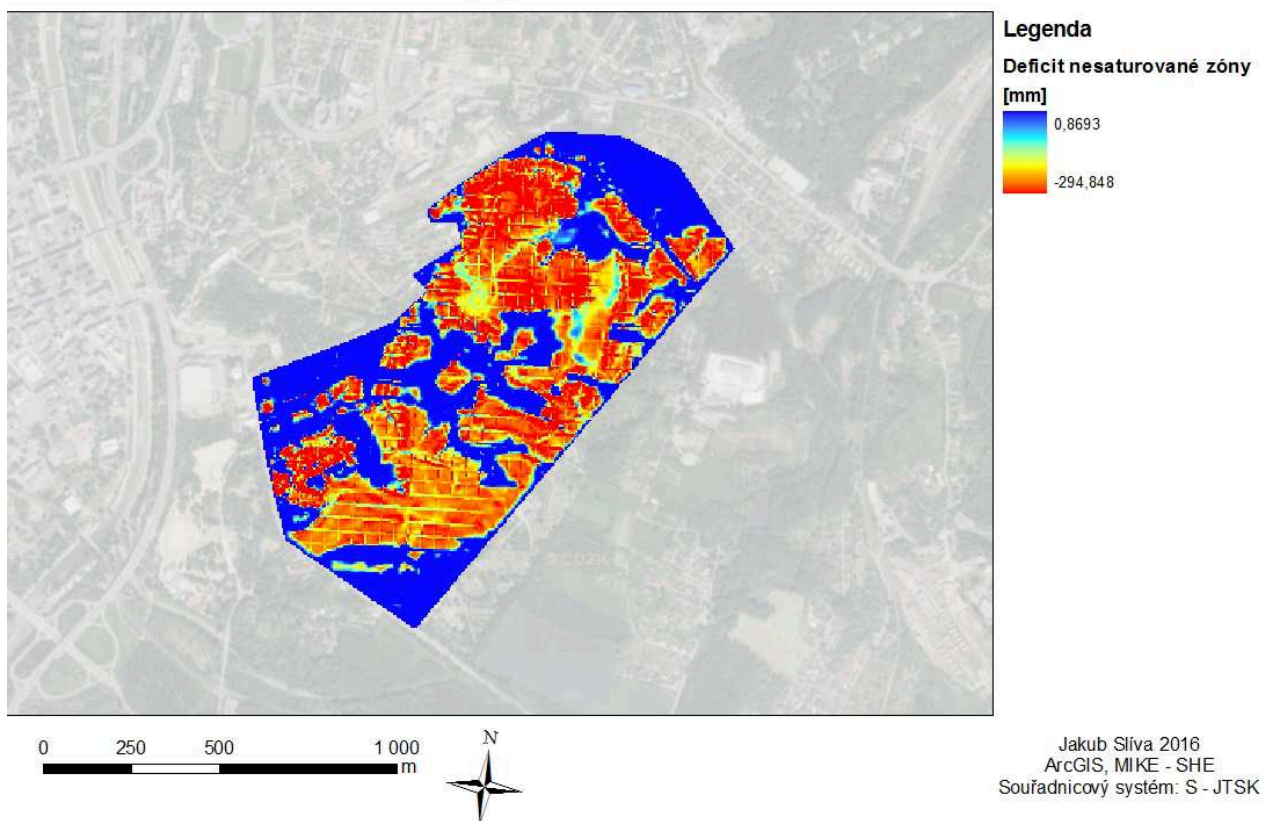 Legenda
Deficit nesaturované zóny
[mm]
0,8693
-294,848
0 250 500 1 000
m
N
Jakub Slíva 2016
ArcGIS, MIKE - SHE
Souřadnicový systém: S - JTSK